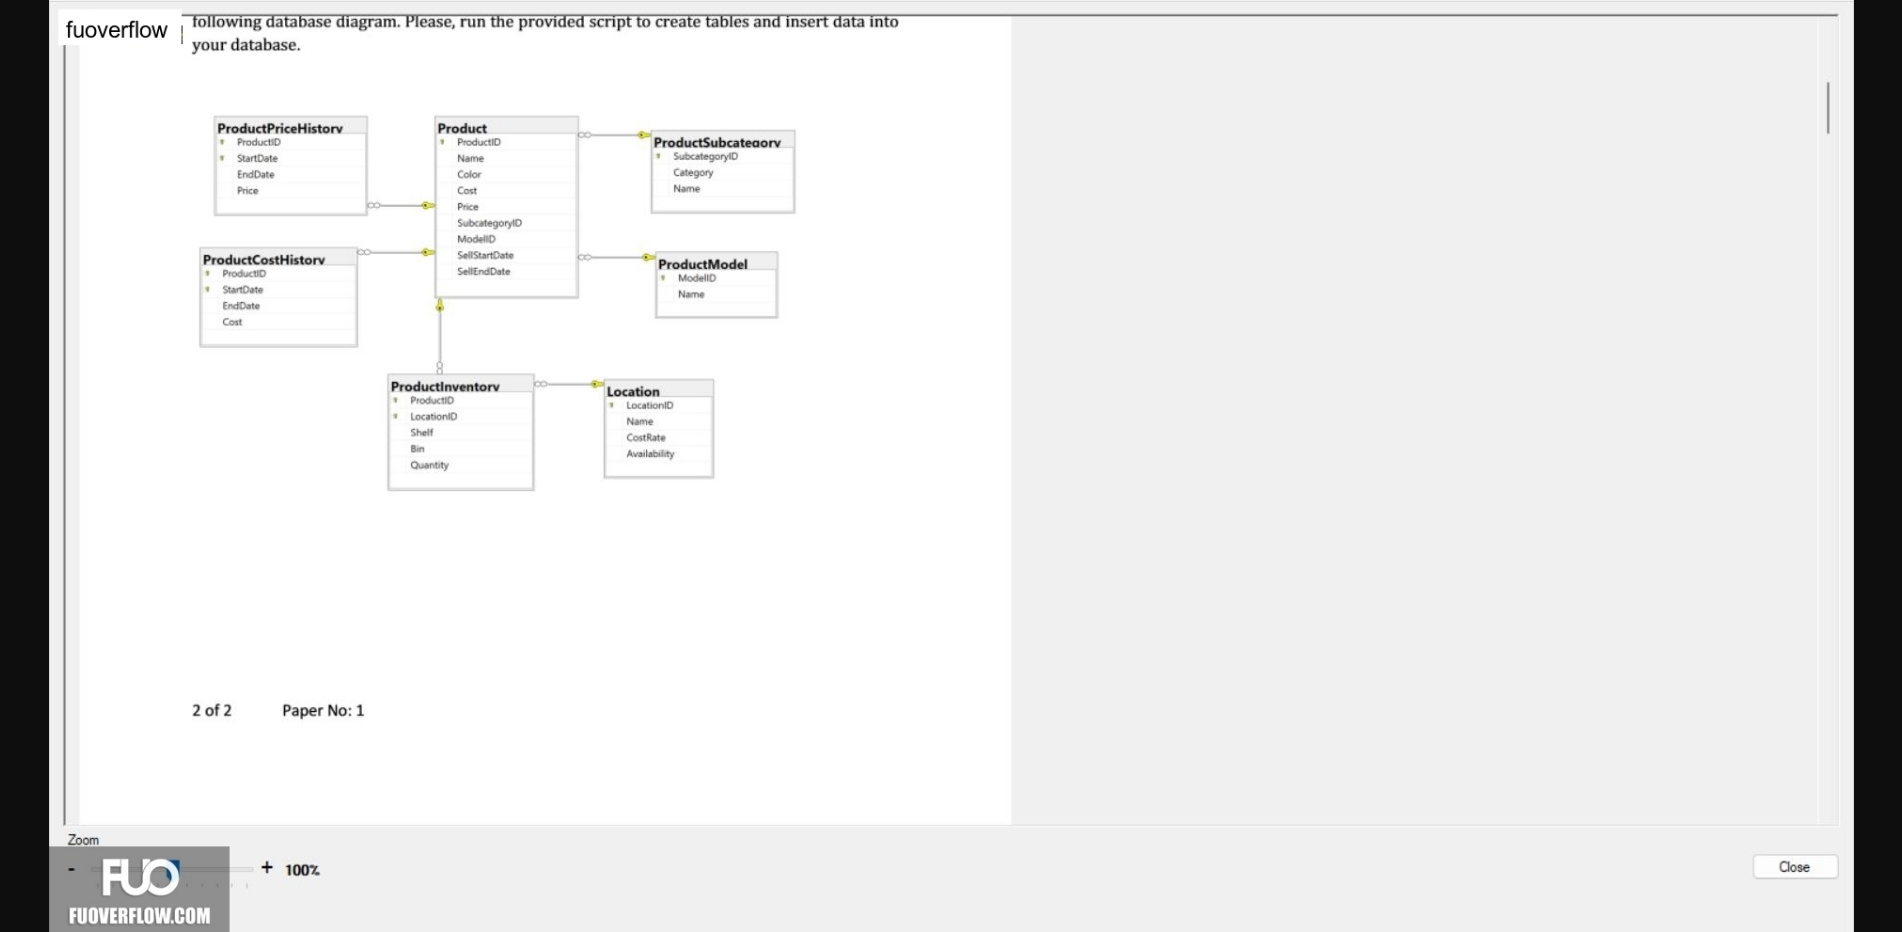 fuoverflow
following database diagram. Please, run the provided script to create tables and insert data into
your database.
ProductPriceHistory
ProductID
StartDate
EndDate
Price
Product
ProductID
Name
Color
Cost
Price
SubcategoryID
ModelID
SellStartDate
SellEndDate
ProductSubcategory
SubcategoryID
Category
Name
ProductCostHistory
ProductID
StartDate
EndDate
Cost
ProductModel
ModelID
Name
ProductInventory
ProductID
LocationID
Shelf
Bin
Quantity
Location
LocationID
Name
CostRate
Availability
2 of 2 Paper No: 1
Zoom
- + 100%
Close
FUO
FUOVERFLOW.COM